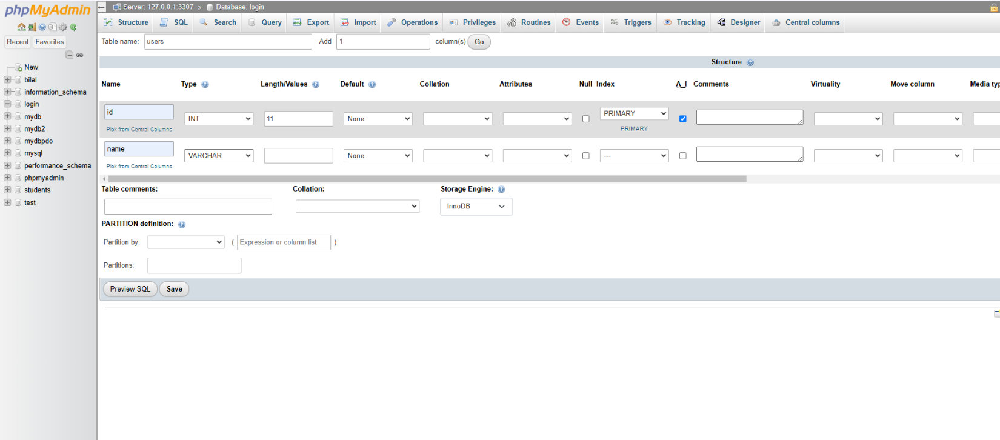 phpMyAdmin
Recent Favorites
New
bilal
information_schema
login
mydb
mydb2
mydbpdo
mysql
performance_schema
phpmyadmin
students
test
Server: 127.0.0.1:3307 » Database: login
Structure SQL Search Query Export Import Operations Privileges Routines Events Triggers Tracking Designer Central columns
Table name: users Add 1 column(s) Go
Structure
Name Type Length/Values Default Collation Attributes Null Index A_I Comments Virtuality Move column Media typ
id INT 11 None PRIMARY
Pick from Central Columns PRIMARY
name VARCHAR None ---
Pick from Central Columns
Table comments: Collation: Storage Engine:
InnoDB
PARTITION definition:
Partition by: ( Expression or column list )
Partitions:
Preview SQL Save